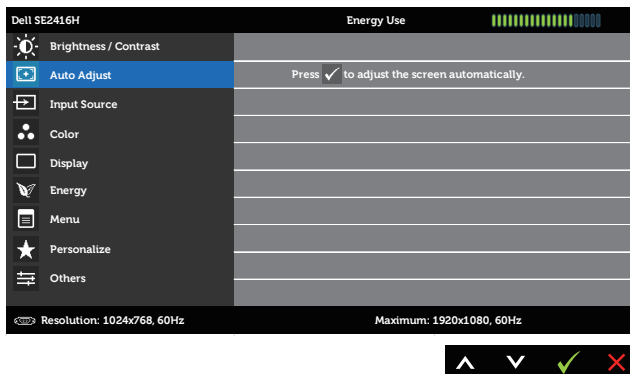 Dell SE2416H Energy Use
Brightness / Contrast
Auto Adjust Press ✓ to adjust the screen automatically.
Input Source
Color
Display
Energy
Menu
Personalize
Others
Resolution: 1024x768, 60Hz Maximum: 1920x1080, 60Hz